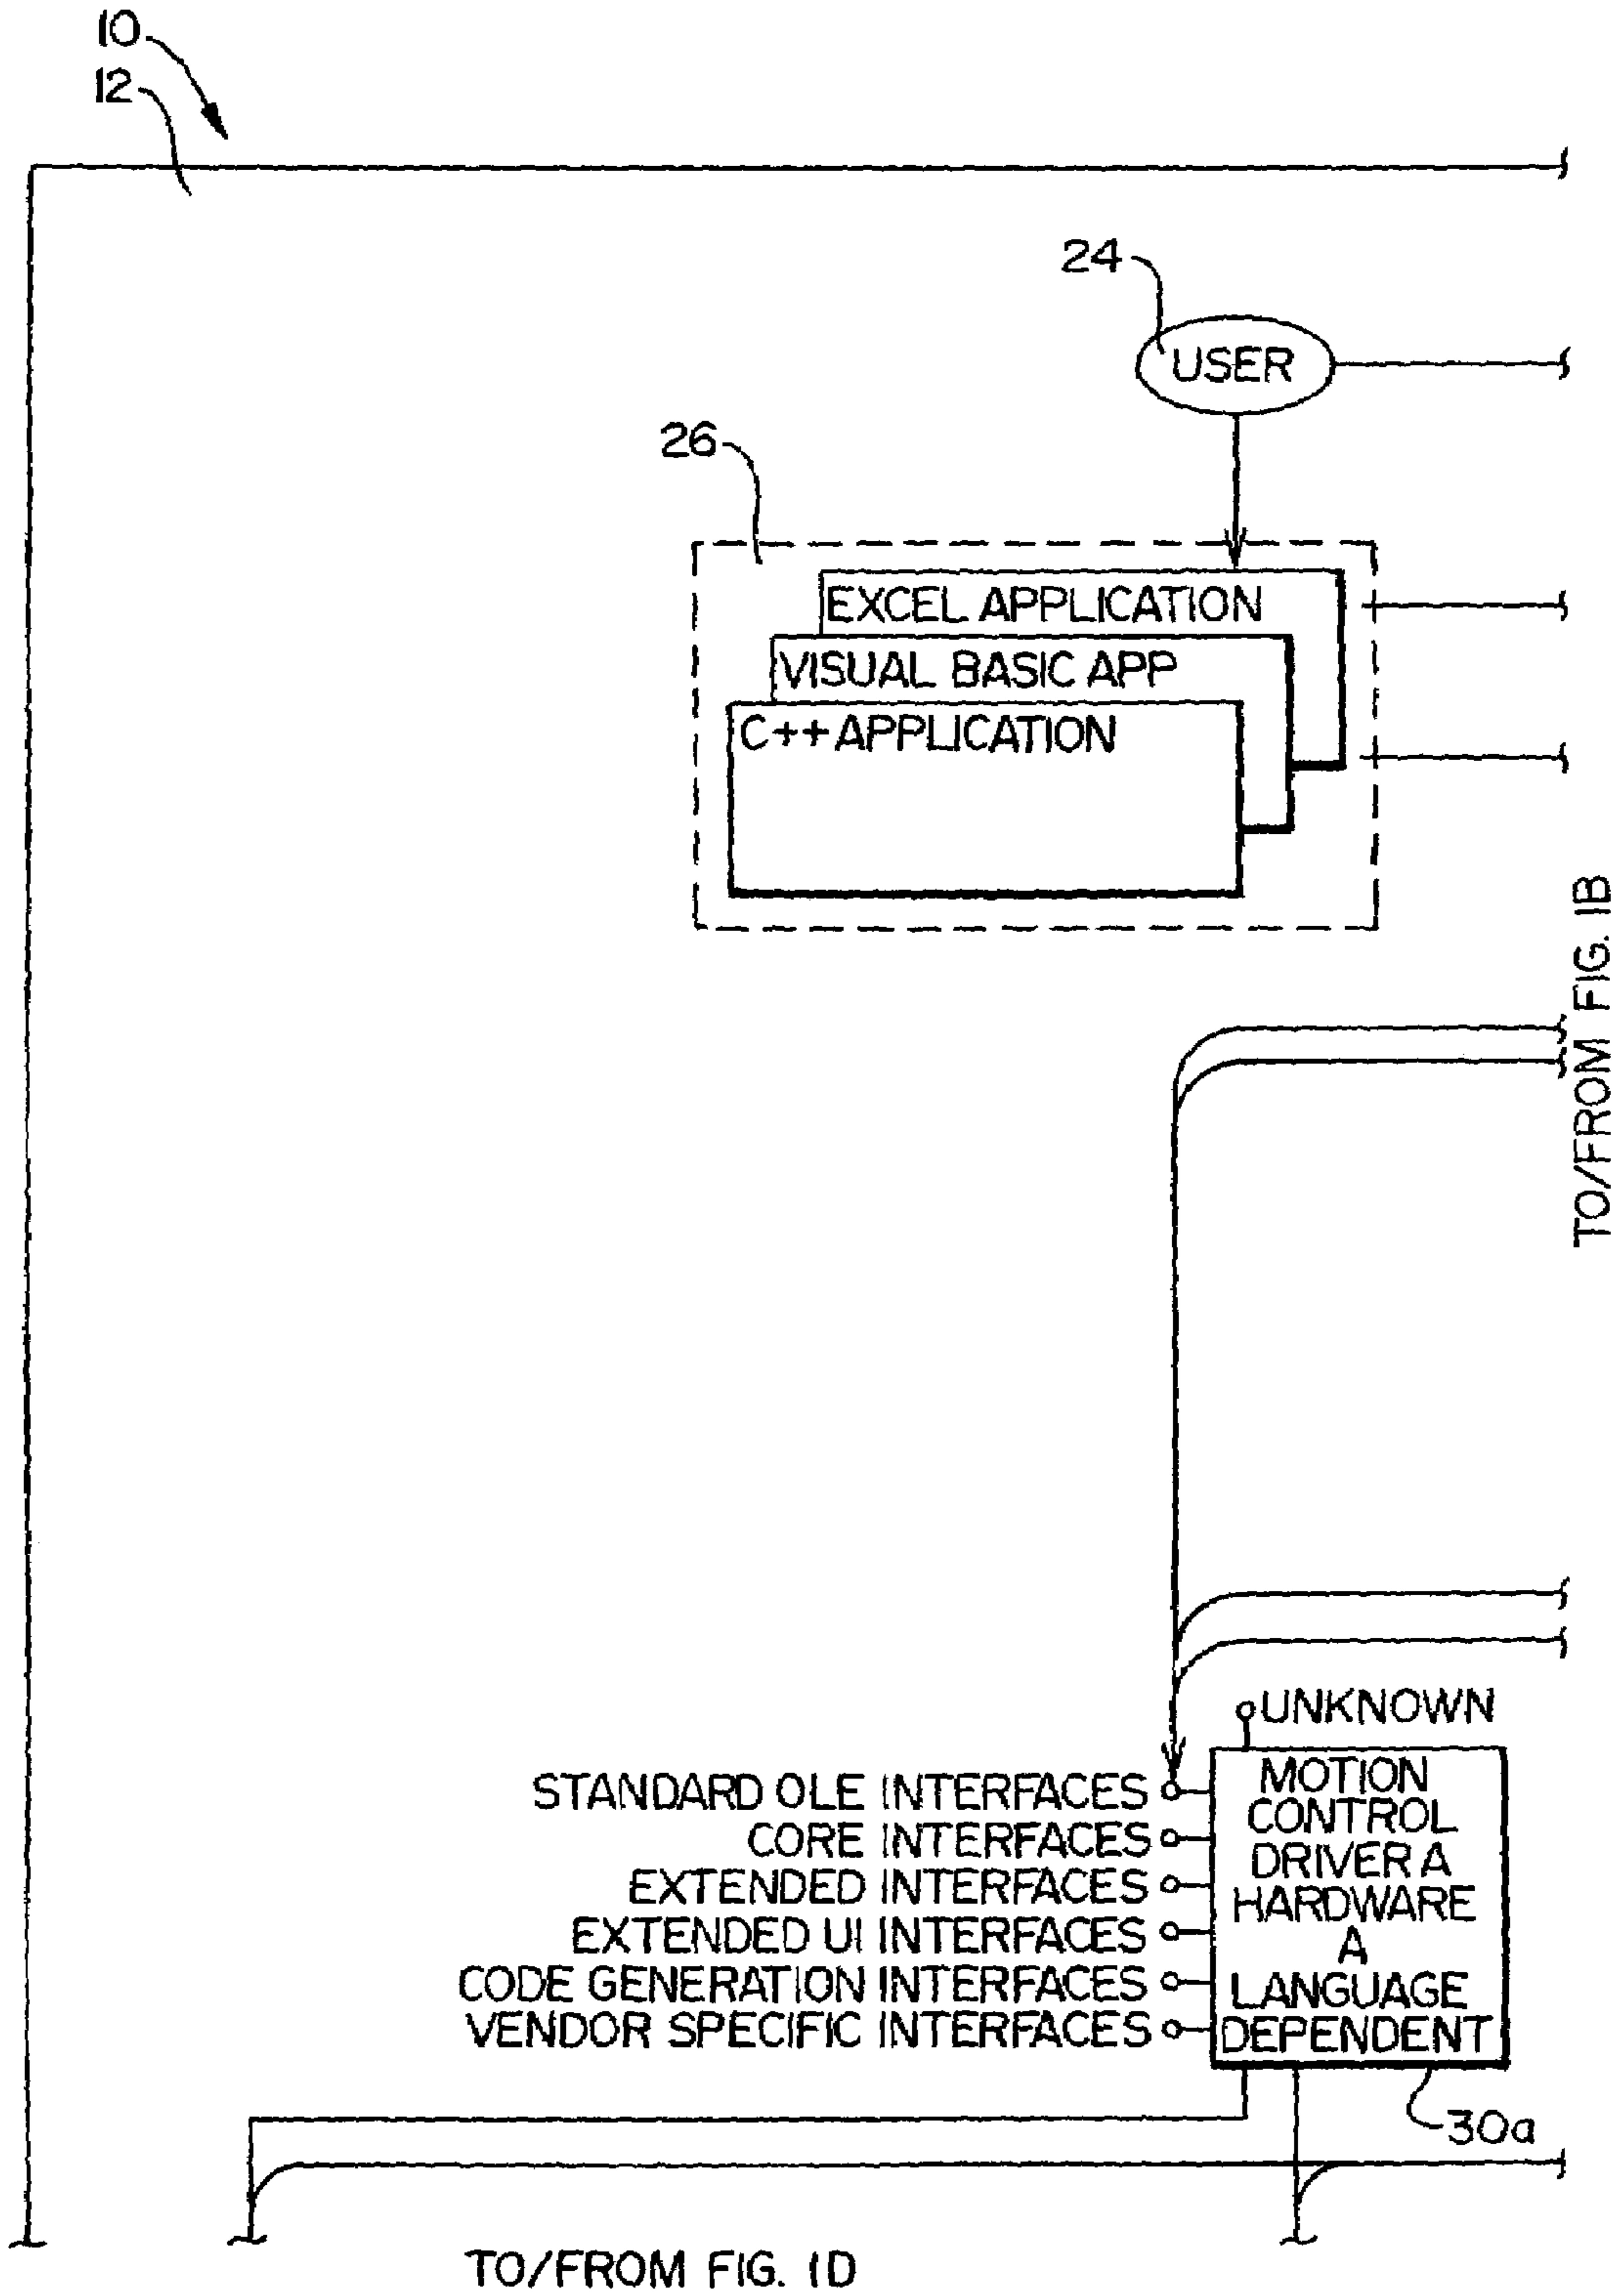 10
12
24
USER
26
EXCEL APPLICATION
VISUAL BASIC APP
C++ APPLICATION
TO/FROM FIG. 1B
UNKNOWN
STANDARD OLE INTERFACES
CORE INTERFACES
EXTENDED INTERFACES
EXTENDED UI INTERFACES
CODE GENERATION INTERFACES
VENDOR SPECIFIC INTERFACES
MOTION
CONTROL
DRIVER A
HARDWARE
A
LANGUAGE
DEPENDENT
30a
TO/FROM FIG. 1D